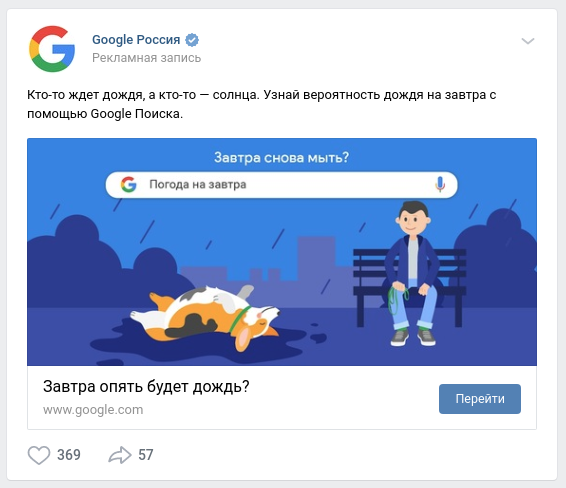 Google Россия
Рекламная запись
Кто-то ждет дождя, а кто-то — солнца. Узнай вероятность дождя на завтра с
помощью Google Поиска.
Завтра снова мыть?
Погода на завтра
Завтра опять будет дождь?
www.google.com
Перейти
369
57